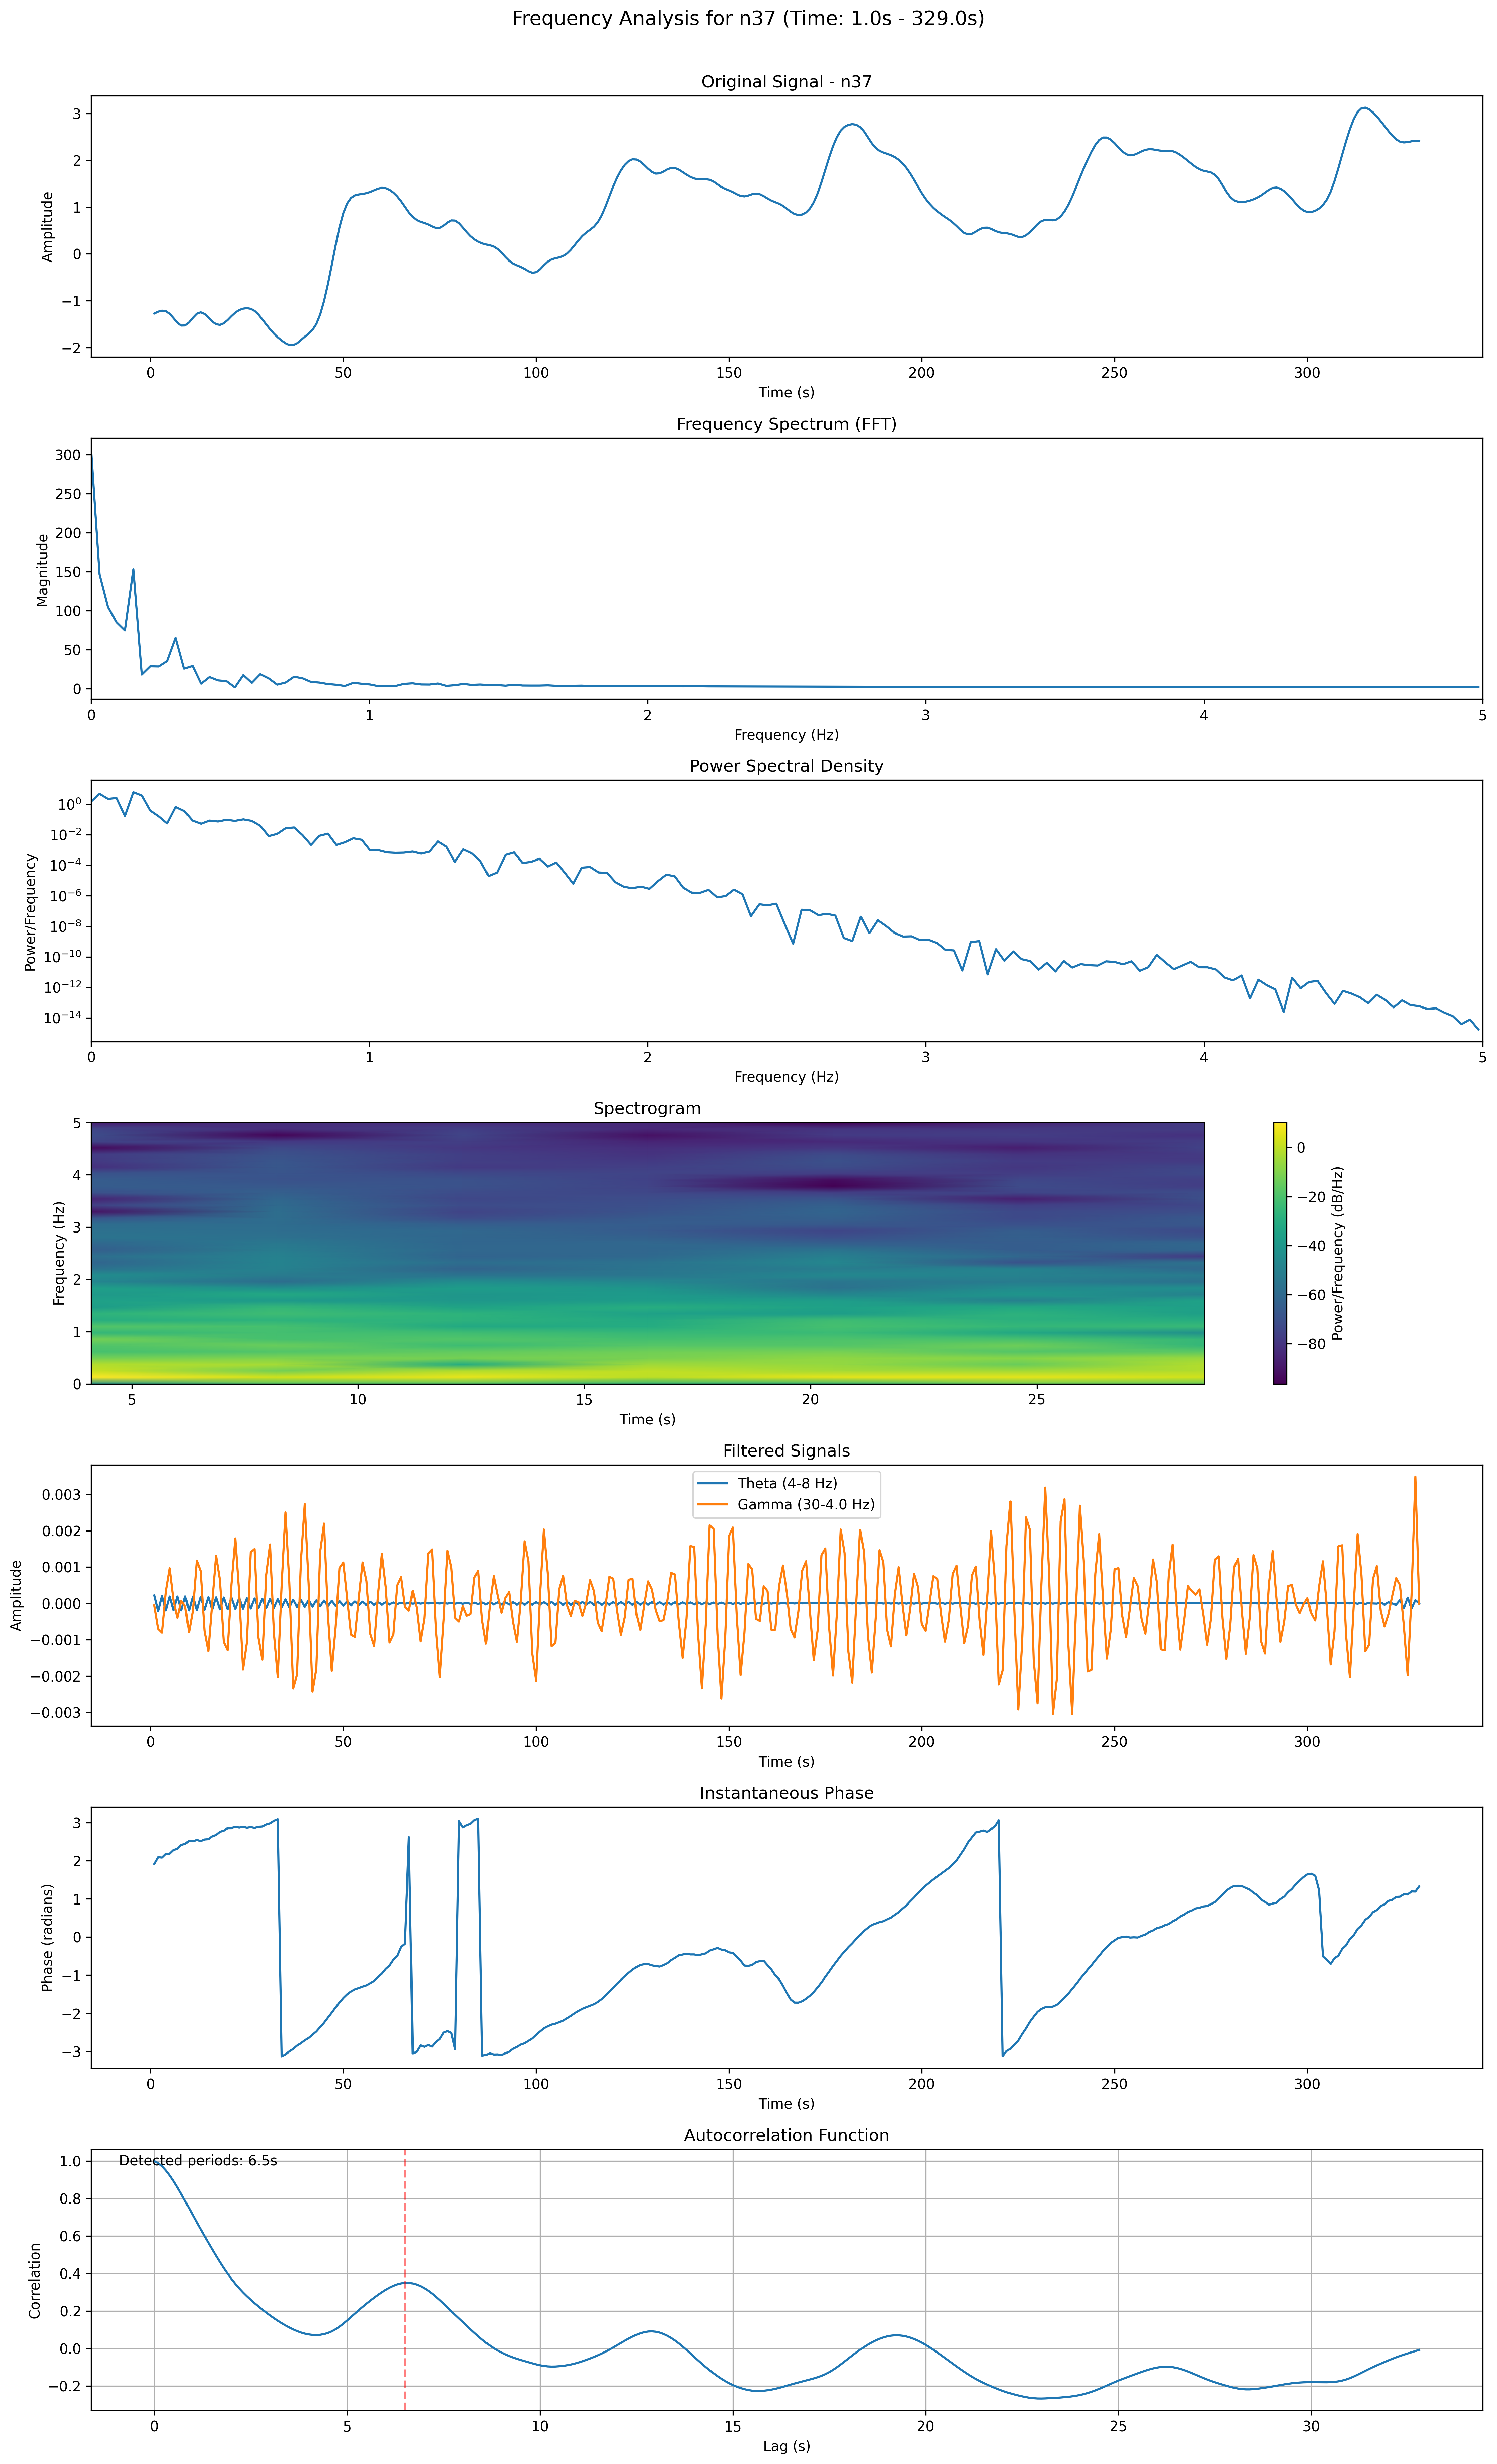 Frequency Analysis for n37 (Time: 1.0s - 329.0s)
Original Signal - n37
3
2
1
0
−1
−2
Amplitude
0 50 100 150 200 250 300
Time (s)
Frequency Spectrum (FFT)
300
250
200
150
100
50
0
Magnitude
0 1 2 3 4 5
Frequency (Hz)
Power Spectral Density
10⁰
10⁻²
10⁻⁴
10⁻⁶
10⁻⁸
10⁻¹⁰
10⁻¹²
10⁻¹⁴
Power/Frequency
0 1 2 3 4 5
Frequency (Hz)
Spectrogram
5
4
3
2
1
0
Frequency (Hz)
5 10 15 20 25
Time (s)
0
−20
−40
−60
−80
Power/Frequency (dB/Hz)
Filtered Signals
Theta (4-8 Hz)
Gamma (30-4.0 Hz)
0.003
0.002
0.001
0.000
−0.001
−0.002
−0.003
Amplitude
0 50 100 150 200 250 300
Time (s)
Instantaneous Phase
3
2
1
0
−1
−2
−3
Phase (radians)
0 50 100 150 200 250 300
Time (s)
Autocorrelation Function
Detected periods: 6.5s
1.0
0.8
0.6
0.4
0.2
0.0
−0.2
Correlation
0 5 10 15 20 25 30
Lag (s)